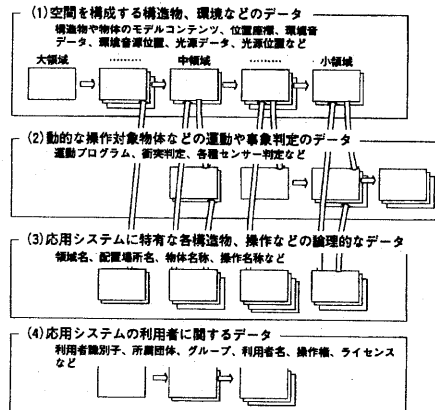 (1)空間を構成する構造物、環境などのデータ
構造物や物体のモデルコンテンツ、位置座標、環境音
データ、環境音源位置、光源データ、光源位置など
大領域 ……… 中領域 ……… 小領域
(2)動的な操作対象物体などの運動や事象判定のデータ
運動プログラム、衝突判定、各種センサー判定など
(3)応用システムに特有な各構造物、操作などの論理的なデータ
領域名、配置場所名、物体名称、操作名称など
(4)応用システムの利用者に関するデータ
利用者識別子、所属団体、グループ、利用者名、操作権、ライセンス
など